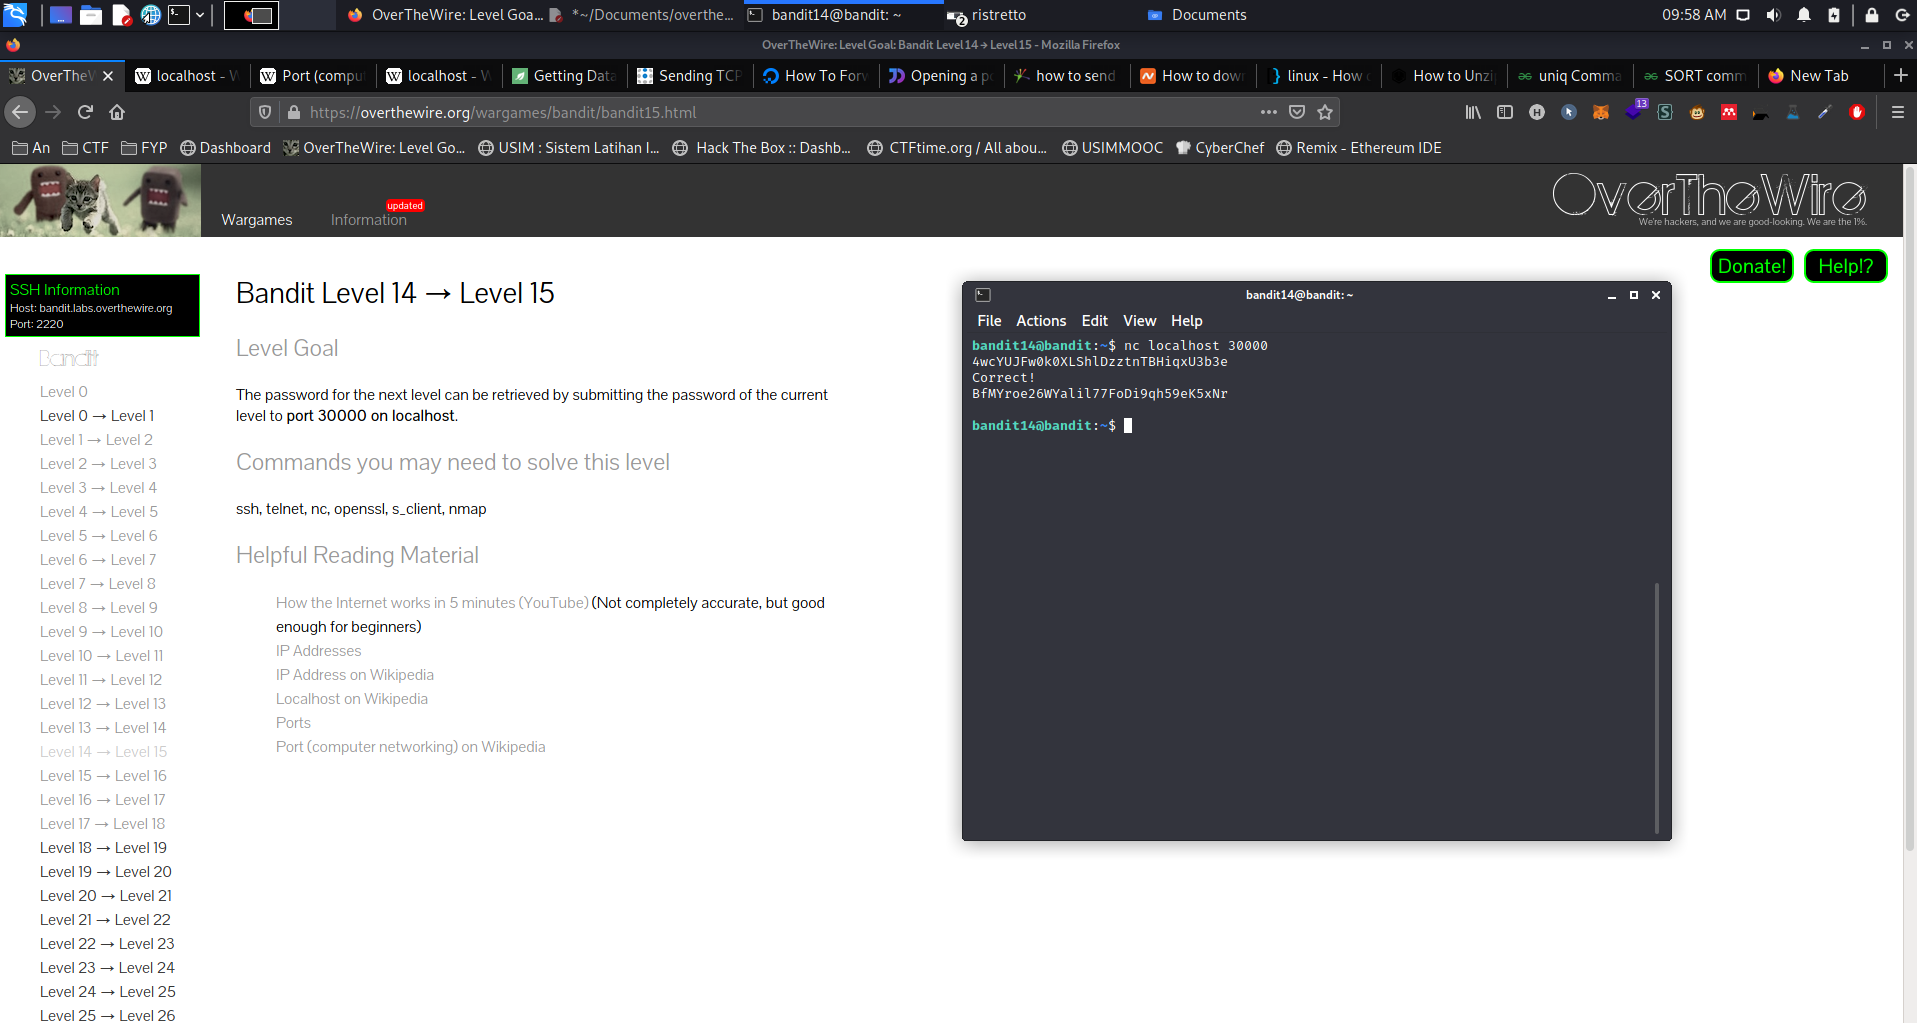 OverTheWire: Level Goa...
*~/Documents/overthe...
bandit14@bandit: ~
2
ristretto
Documents
09:58 AM
OverTheWire: Level Goal: Bandit Level 14 → Level 15 - Mozilla Firefox
OverTheW
localhost - W
Port (comput
localhost - W
Getting Data
Sending TCP
How To Forw
Opening a po
how to send
How to down
linux - How
How to Unzi
uniq Comma
SORT comm
New Tab
https://overthewire.org/wargames/bandit/bandit15.html
13
An
CTF
FYP
Dashboard
OverTheWire: Level Go...
USIM : Sistem Latihan I...
Hack The Box :: Dashb...
CTFtime.org / All abou...
USIMMOOC
CyberChef
Remix - Ethereum IDE
Wargames
Information
updated
OverTheWire
We're hackers, and we are good-looking. We are the 1%.
Donate!
Help!?
SSH Information
Host: bandit.labs.overthewire.org
Port: 2220
Bandit
Level 0
Level 0 → Level 1
Level 1 → Level 2
Level 2 → Level 3
Level 3 → Level 4
Level 4 → Level 5
Level 5 → Level 6
Level 6 → Level 7
Level 7 → Level 8
Level 8 → Level 9
Level 9 → Level 10
Level 10 → Level 11
Level 11 → Level 12
Level 12 → Level 13
Level 13 → Level 14
Level 14 → Level 15
Level 15 → Level 16
Level 16 → Level 17
Level 17 → Level 18
Level 18 → Level 19
Level 19 → Level 20
Level 20 → Level 21
Level 21 → Level 22
Level 22 → Level 23
Level 23 → Level 24
Level 24 → Level 25
Level 25 → Level 26
Bandit Level 14 → Level 15
Level Goal
The password for the next level can be retrieved by submitting the password of the current
level to port 30000 on localhost.
Commands you may need to solve this level
ssh, telnet, nc, openssl, s_client, nmap
Helpful Reading Material
How the Internet works in 5 minutes (YouTube) (Not completely accurate, but good
enough for beginners)
IP Addresses
IP Address on Wikipedia
Localhost on Wikipedia
Ports
Port (computer networking) on Wikipedia
bandit14@bandit: ~
File Actions Edit View Help
bandit14@bandit:~$ nc localhost 30000
4wcYUJFw0k0XLShlDzztnTBHiqxU3b3e
Correct!
BfMYroe26WYalil77FoDi9qh59eK5xNr
bandit14@bandit:~$